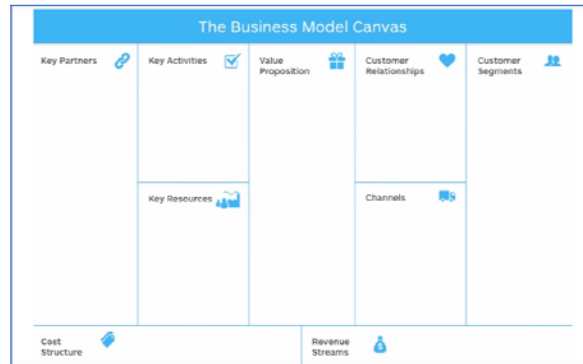 The Business Model Canvas
Key Partners
Key Activities
Value
Proposition
Customer
Relationships
Customer
Segments
Key Resources
Channels
Cost
Structure
Revenue
Streams